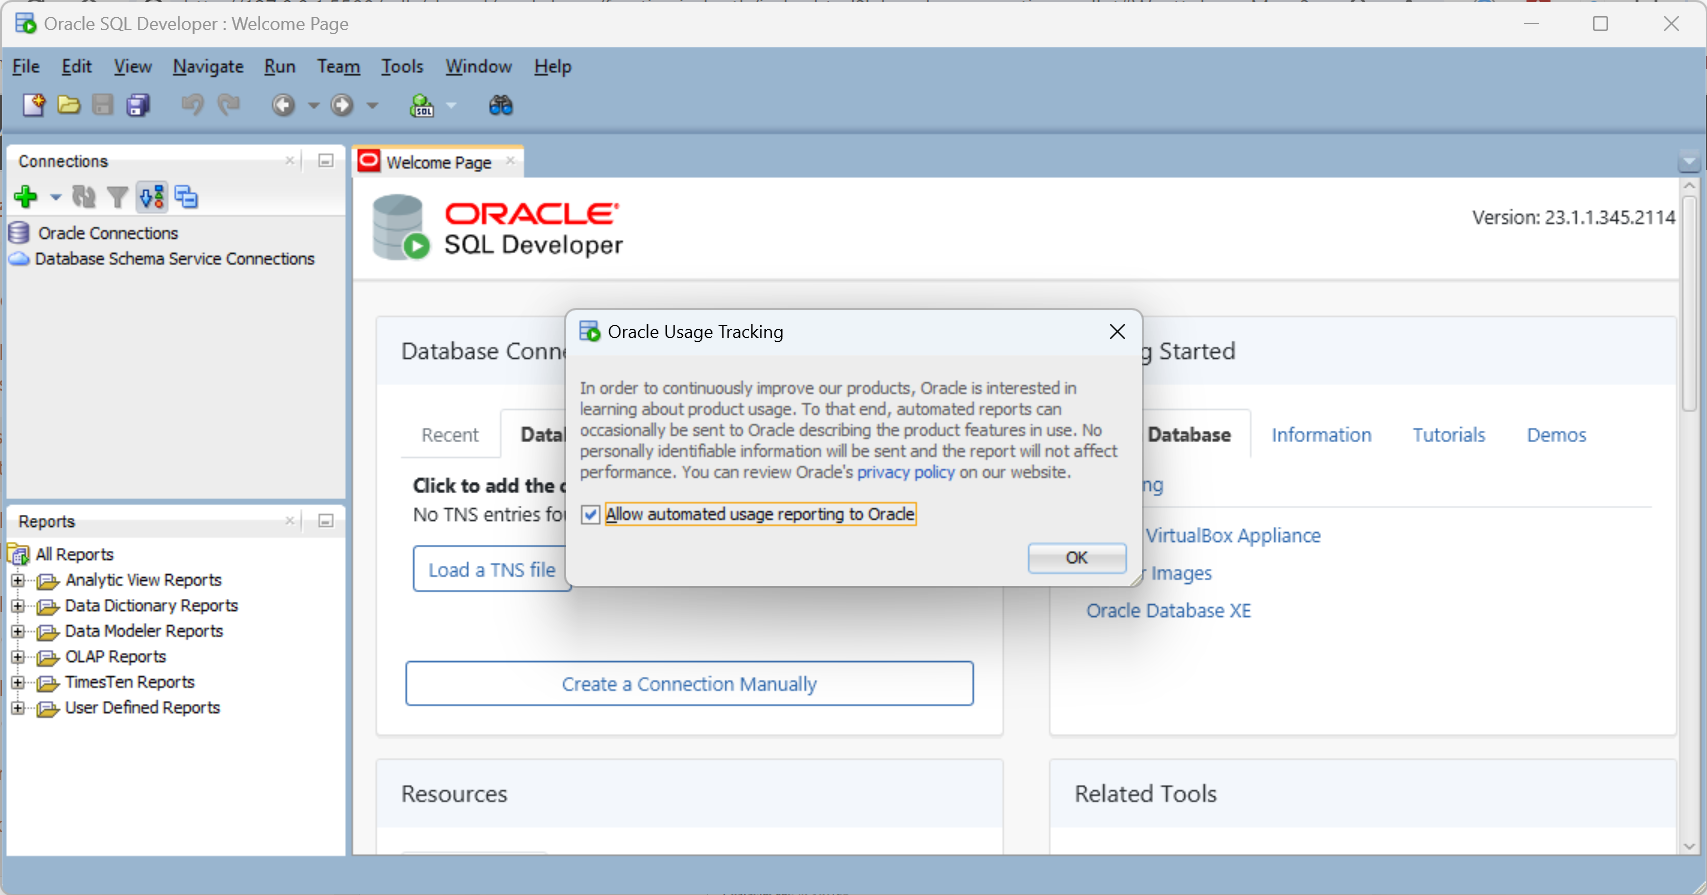 Oracle SQL Developer : Welcome Page
File Edit View Navigate Run Team Tools Window Help
SQL
Connections
Oracle Connections
Database Schema Service Connections
Reports
All Reports
Analytic View Reports
Data Dictionary Reports
Data Modeler Reports
OLAP Reports
TimesTen Reports
User Defined Reports
Welcome Page
ORACLE
SQL Developer
Version: 23.1.1.345.2114
Database
Recent
Click to add the
No TNS entries
Load a TNS file
Create a Connection Manually
Started
Database Information Tutorials Demos
VirtualBox Appliance
Images
Oracle Database XE
Resources
Related Tools
Oracle Usage Tracking
In order to continuously improve our products, Oracle is interested in
learning about product usage. To that end, automated reports can
occasionally be sent to Oracle describing the product features in use. No
personally identifiable information will be sent and the report will not affect
performance. You can review Oracle's privacy policy on our website.
Allow automated usage reporting to Oracle
OK